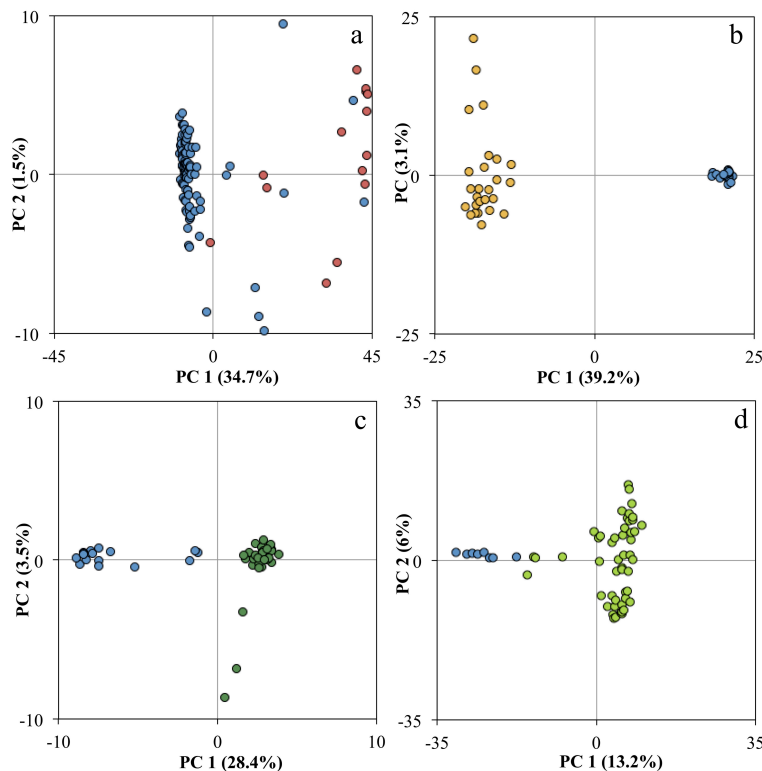 a
10
0
-10
-45
0
45
PC 2 (1.5%)
PC 1 (34.7%)
b
25
0
-25
-25
0
25
PC (3.1%)
PC 1 (39.2%)
c
10
0
-10
-10
0
10
PC 2 (3.5%)
PC 1 (28.4%)
d
35
0
-35
-35
0
35
PC 2 (6%)
PC 1 (13.2%)